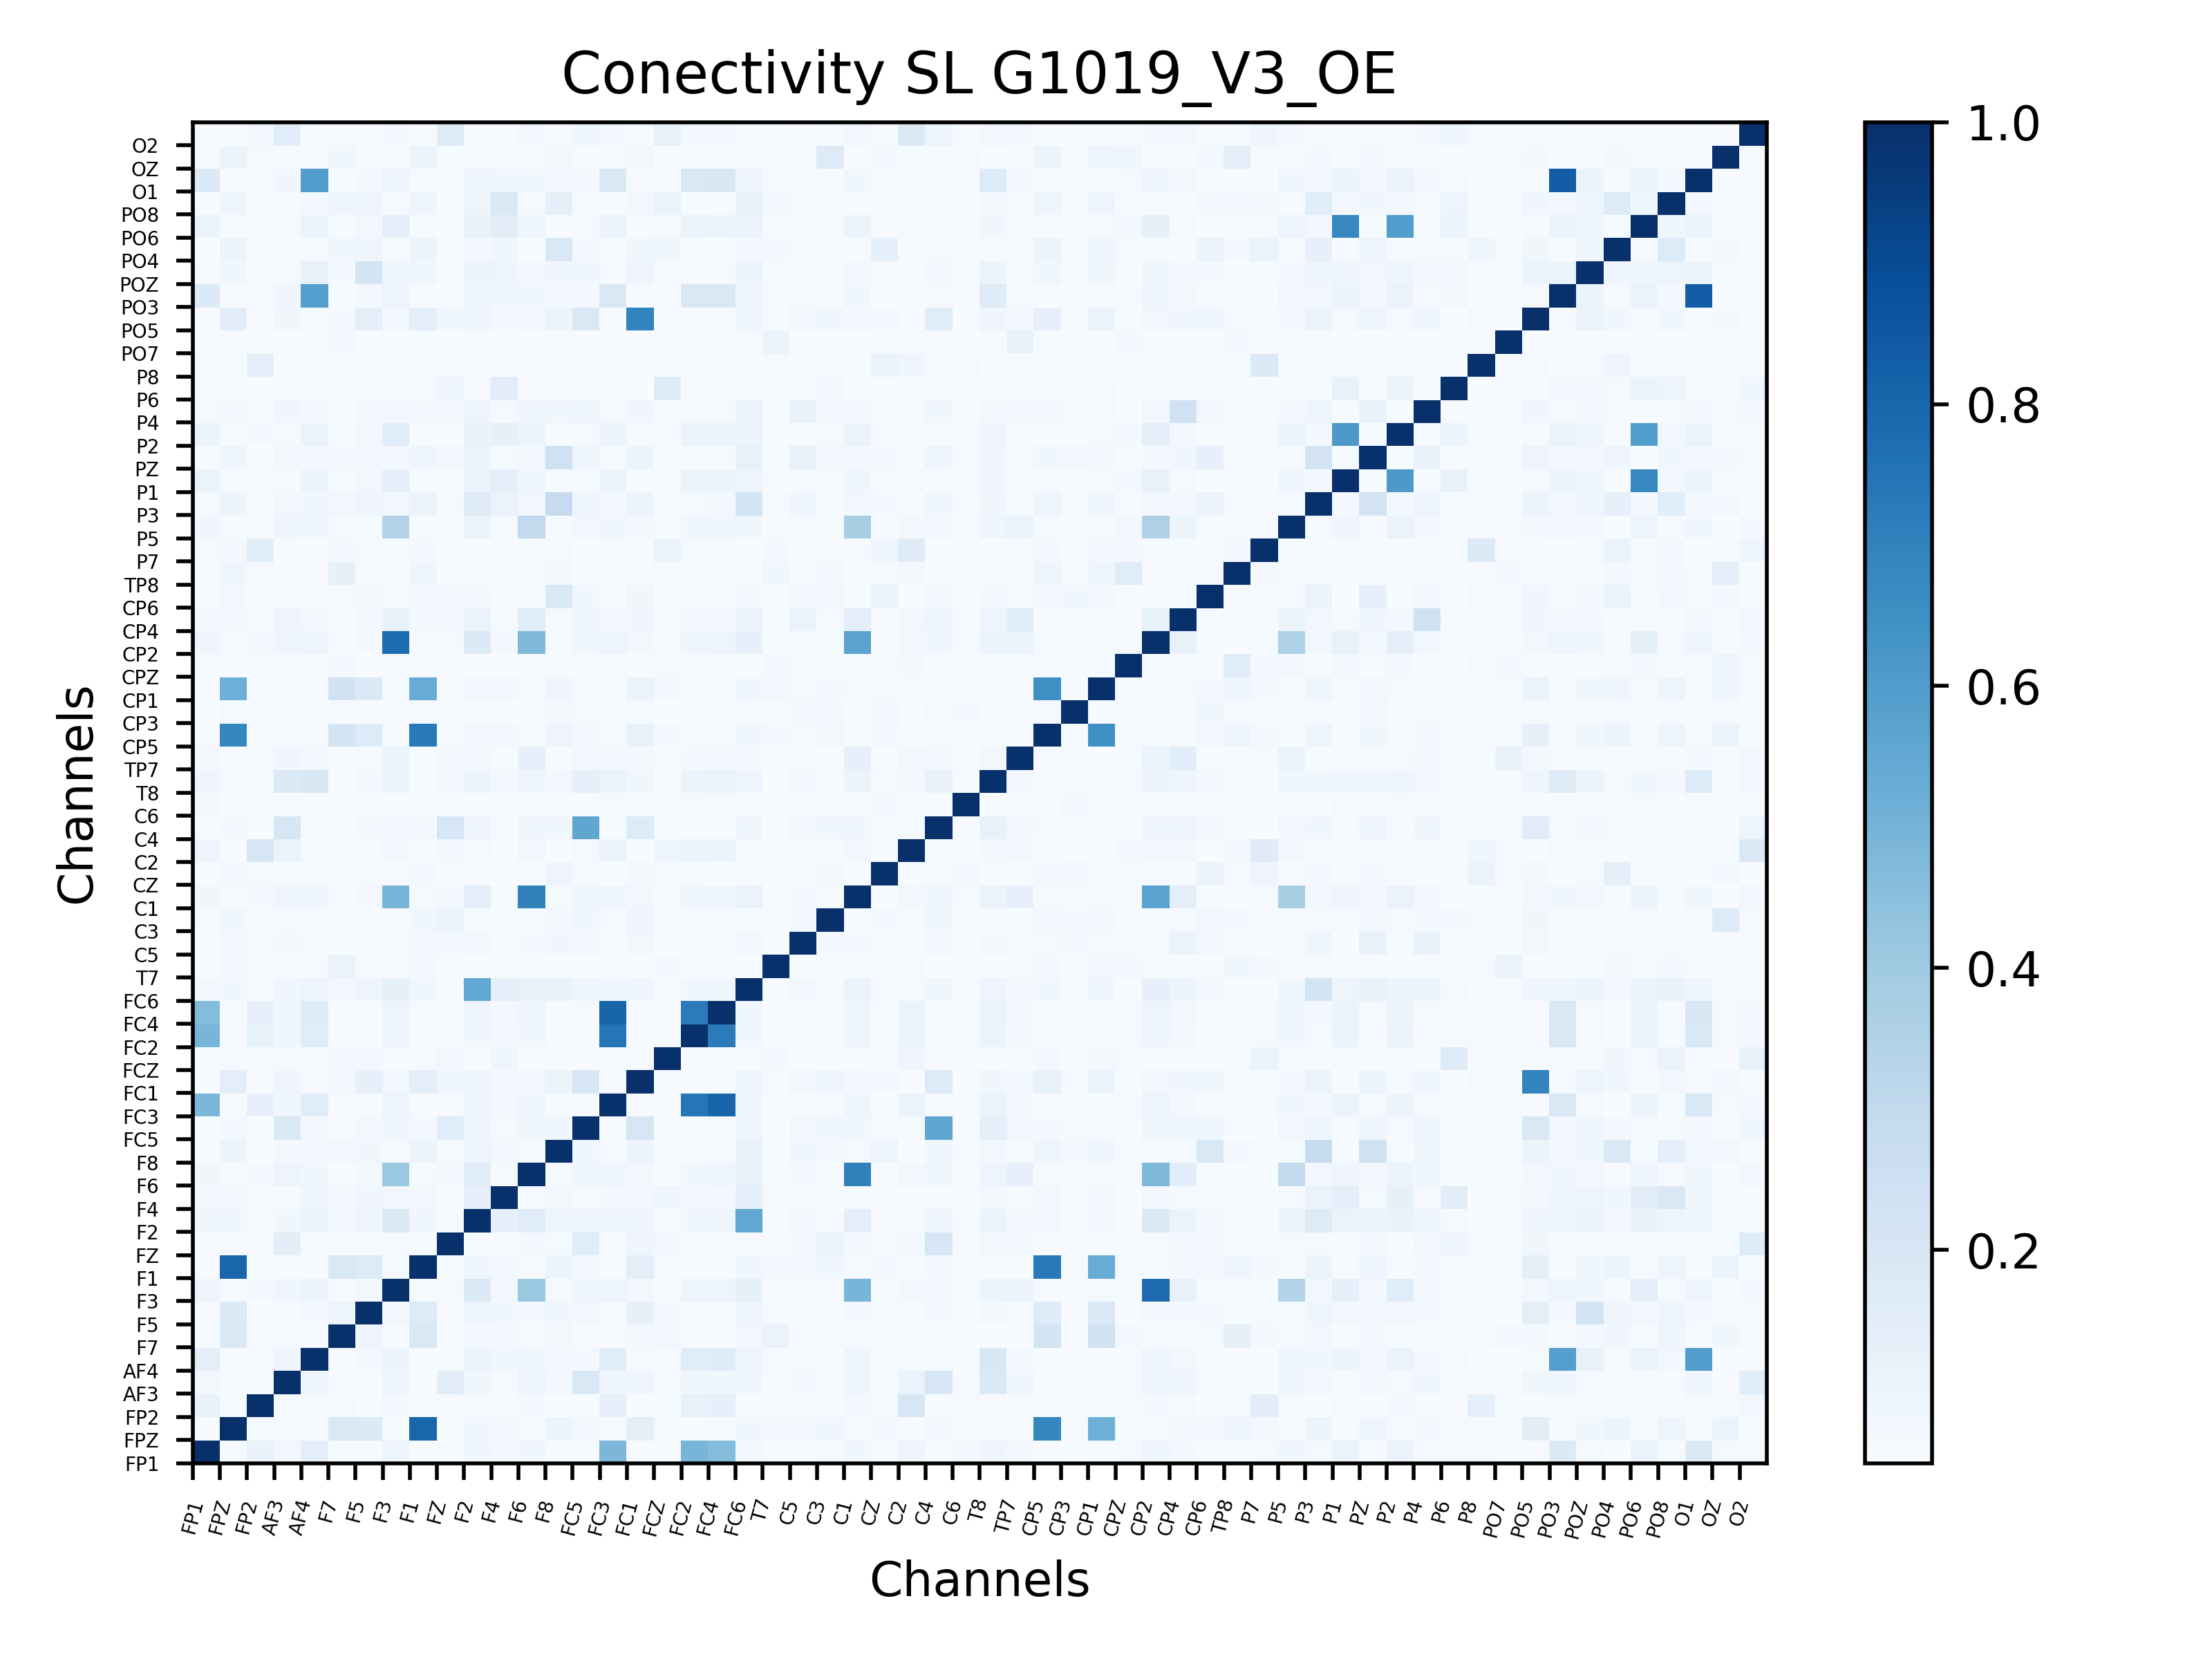 Conectivity SL G1019_V3_OE
Channels
O2
OZ
O1
PO8
PO6
PO4
POZ
PO3
PO5
PO7
P8
P6
P4
P2
PZ
P1
P3
P5
P7
TP8
CP6
CP4
CP2
CPZ
CP1
CP3
CP5
TP7
T8
C6
C4
C2
CZ
C1
C3
C5
T7
FC6
FC4
FC2
FCZ
FC1
FC3
FC5
F8
F6
F4
F2
FZ
F1
F3
F5
F7
AF4
AF3
FP2
FPZ
FP1
FP1 FPZ FP2 AF3 AF4 F7 F5 F3 F1 FZ F2 F4 F6 F8 FC5 FC3 FC1 FCZ FC2 FC4 FC6 T7 C5 C3 C1 CZ C2 C4 C6 T8 TP7 CP5 CP3 CP1 CPZ CP2 CP4 CP6 TP8 P7 P5 P3 P1 PZ P2 P4 P6 P8 PO7 PO5 PO3 POZ PO4 PO6 PO8 O1 OZ O2
Channels
1.0
0.8
0.6
0.4
0.2